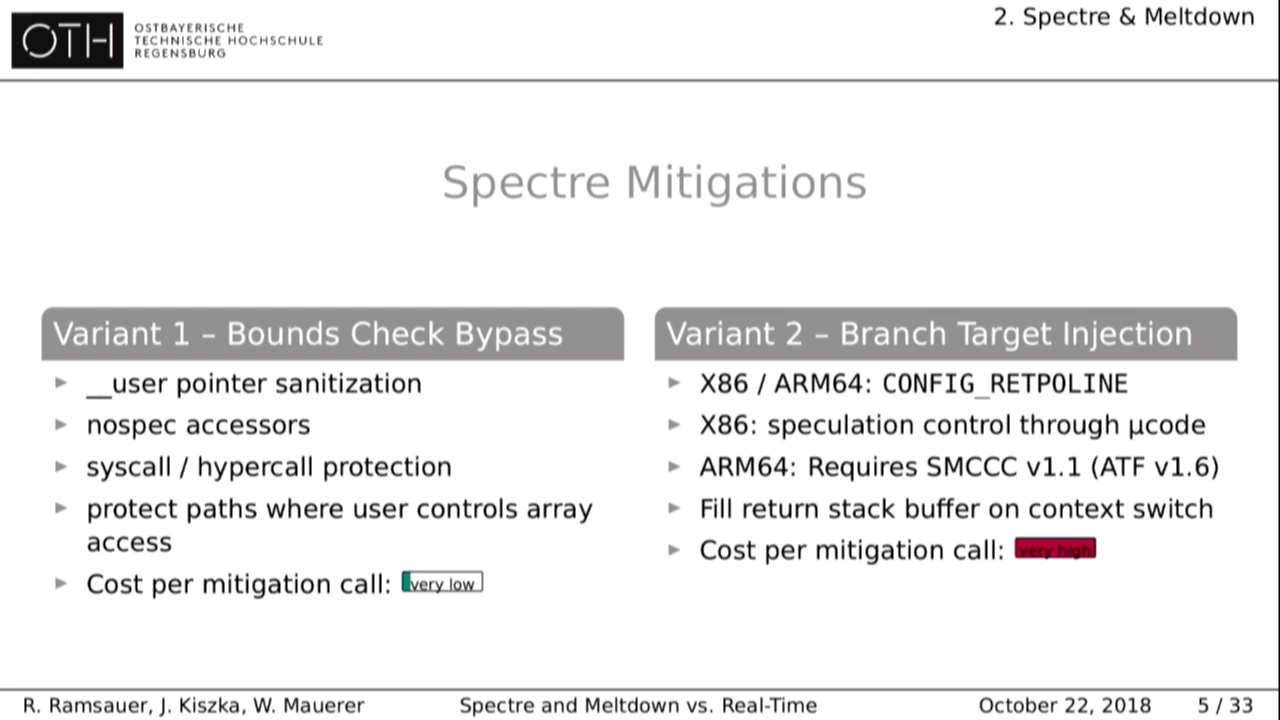 OTH
OSTBAYERISCHE
TECHNISCHE HOCHSCHULE
REGENSBURG
2. Spectre & Meltdown
Spectre Mitigations
Variant 1 – Bounds Check Bypass
__user pointer sanitization
nospec accessors
syscall / hypercall protection
protect paths where user controls array
access
Cost per mitigation call: very low
Variant 2 – Branch Target Injection
X86 / ARM64: CONFIG_RETPOLINE
X86: speculation control through µcode
ARM64: Requires SMCCC v1.1 (ATF v1.6)
Fill return stack buffer on context switch
Cost per mitigation call: very high
R. Ramsauer, J. Kiszka, W. Mauerer
Spectre and Meltdown vs. Real-Time
October 22, 2018
5 / 33